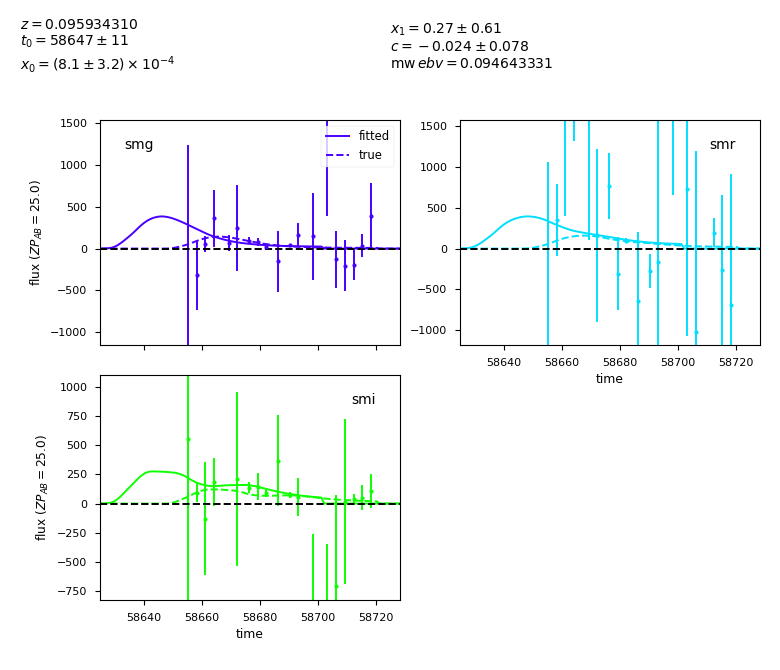 z = 0.095934310
t₀ = 58647 ± 11
x₀ = (8.1 ± 3.2) × 10⁻⁴
x₁ = 0.27 ± 0.61
c = −0.024 ± 0.078
mw ebv = 0.094643331
smg
fitted
true
1500
1000
500
0
−500
−1000
flux (ZP_AB = 25.0)
smr
1500
1000
500
0
−500
−1000
58640 58660 58680 58700 58720
time
smi
1000
750
500
250
0
−250
−500
−750
flux (ZP_AB = 25.0)
58640 58660 58680 58700 58720
time